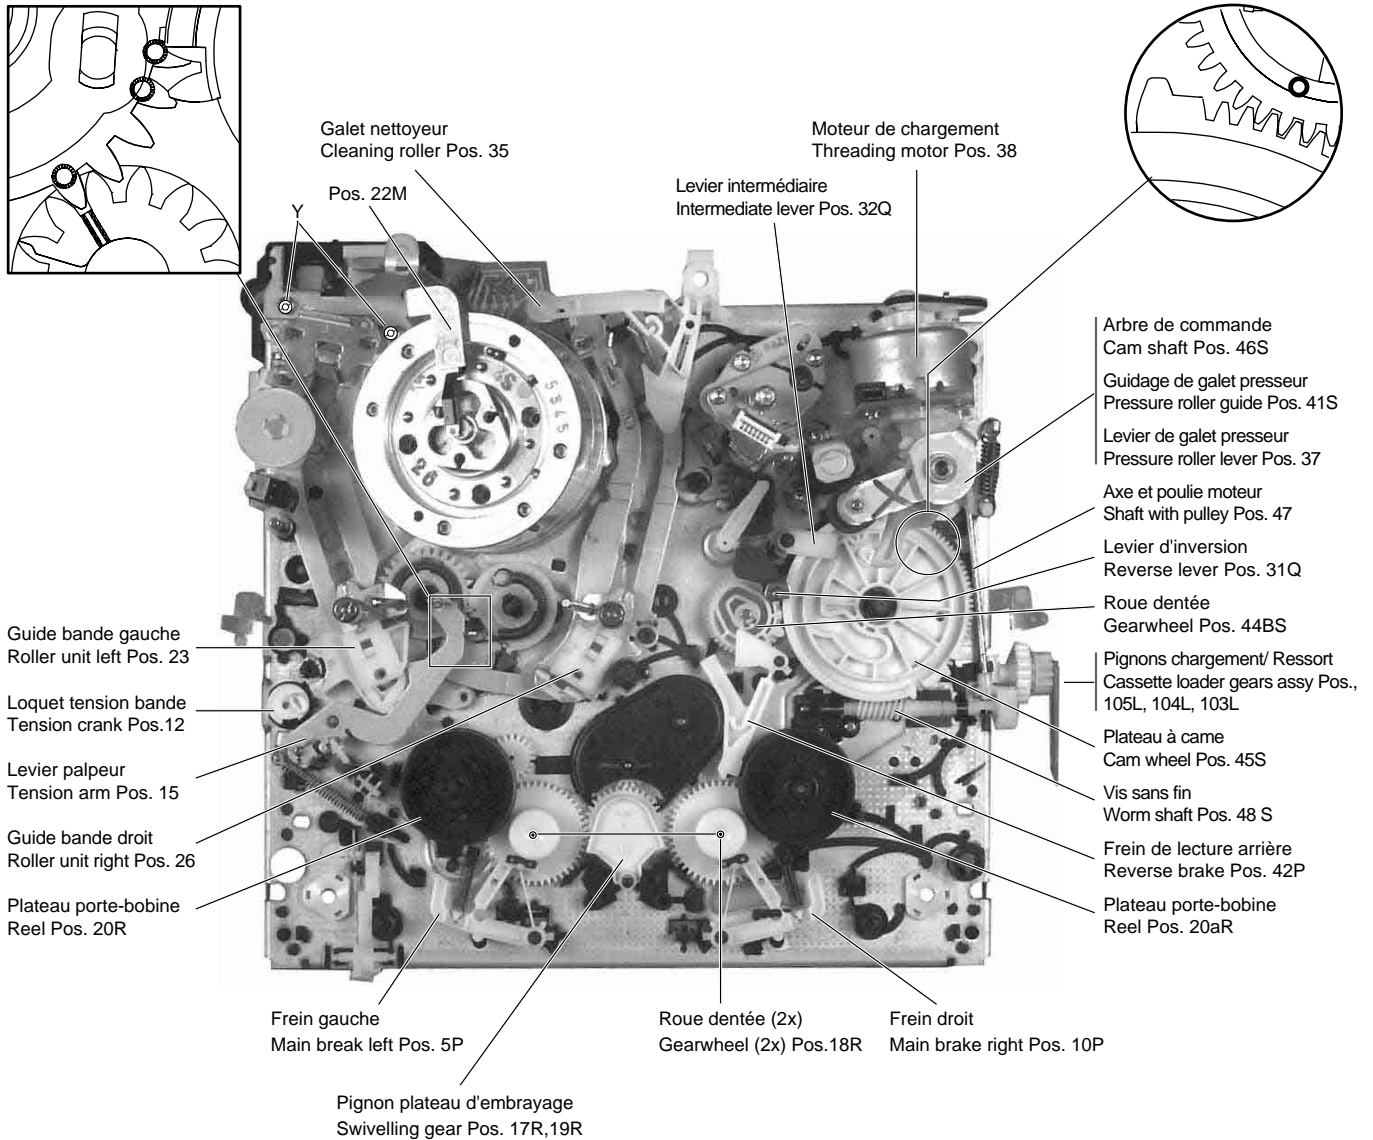 Galet nettoyeur
Cleaning roller Pos. 35
Pos. 22M
Y
Moteur de chargement
Threading motor Pos. 38
Levier intermédiaire
Intermediate lever Pos. 32Q
Arbre de commande
Cam shaft Pos. 46S
Guidage de galet presseur
Pressure roller guide Pos. 41S
Levier de galet presseur
Pressure roller lever Pos. 37
Axe et poulie moteur
Shaft with pulley Pos. 47
Levier d'inversion
Reverse lever Pos. 31Q
Roue dentée
Gearwheel Pos. 44BS
Pignons chargement/ Ressort
Cassette loader gears assy Pos.,
105L, 104L, 103L
Plateau à came
Cam wheel Pos. 45S
Vis sans fin
Worm shaft Pos. 48 S
Frein de lecture arrière
Reverse brake Pos. 42P
Plateau porte-bobine
Reel Pos. 20aR
Guide bande gauche
Roller unit left Pos. 23
Loquet tension bande
Tension crank Pos.12
Levier palpeur
Tension arm Pos. 15
Guide bande droit
Roller unit right Pos. 26
Plateau porte-bobine
Reel Pos. 20R
5845
26
Frein gauche
Main break left Pos. 5P
Roue dentée (2x)
Gearwheel (2x) Pos.18R
Frein droit
Main brake right Pos. 10P
Pignon plateau d'embrayage
Swivelling gear Pos. 17R,19R